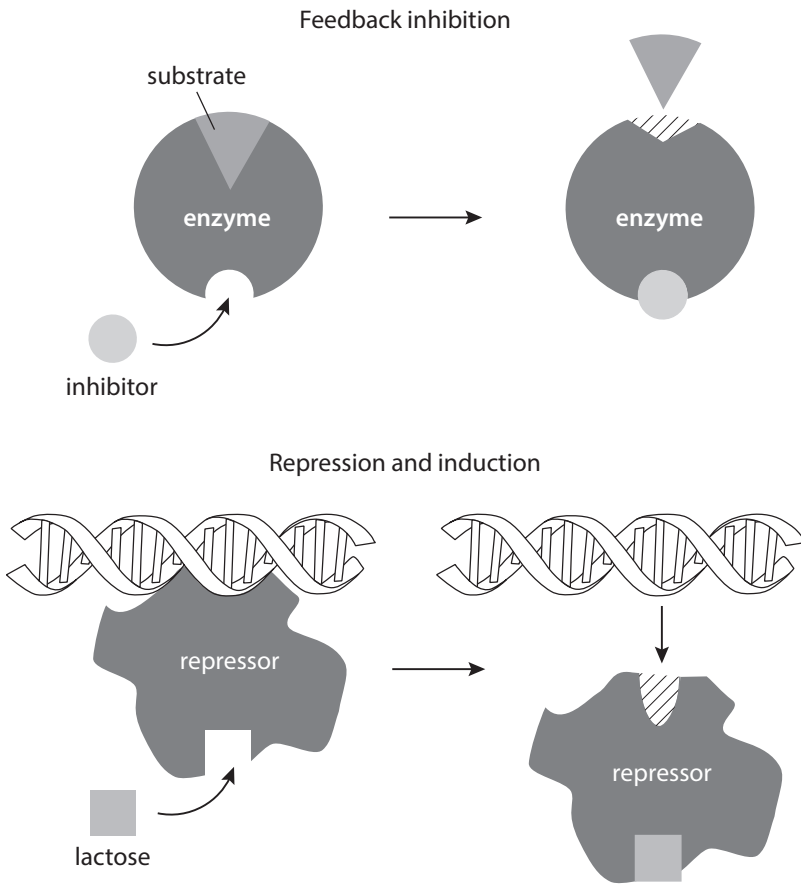 Feedback inhibition
substrate
enzyme
enzyme
inhibitor
Repression and induction
repressor
repressor
lactose